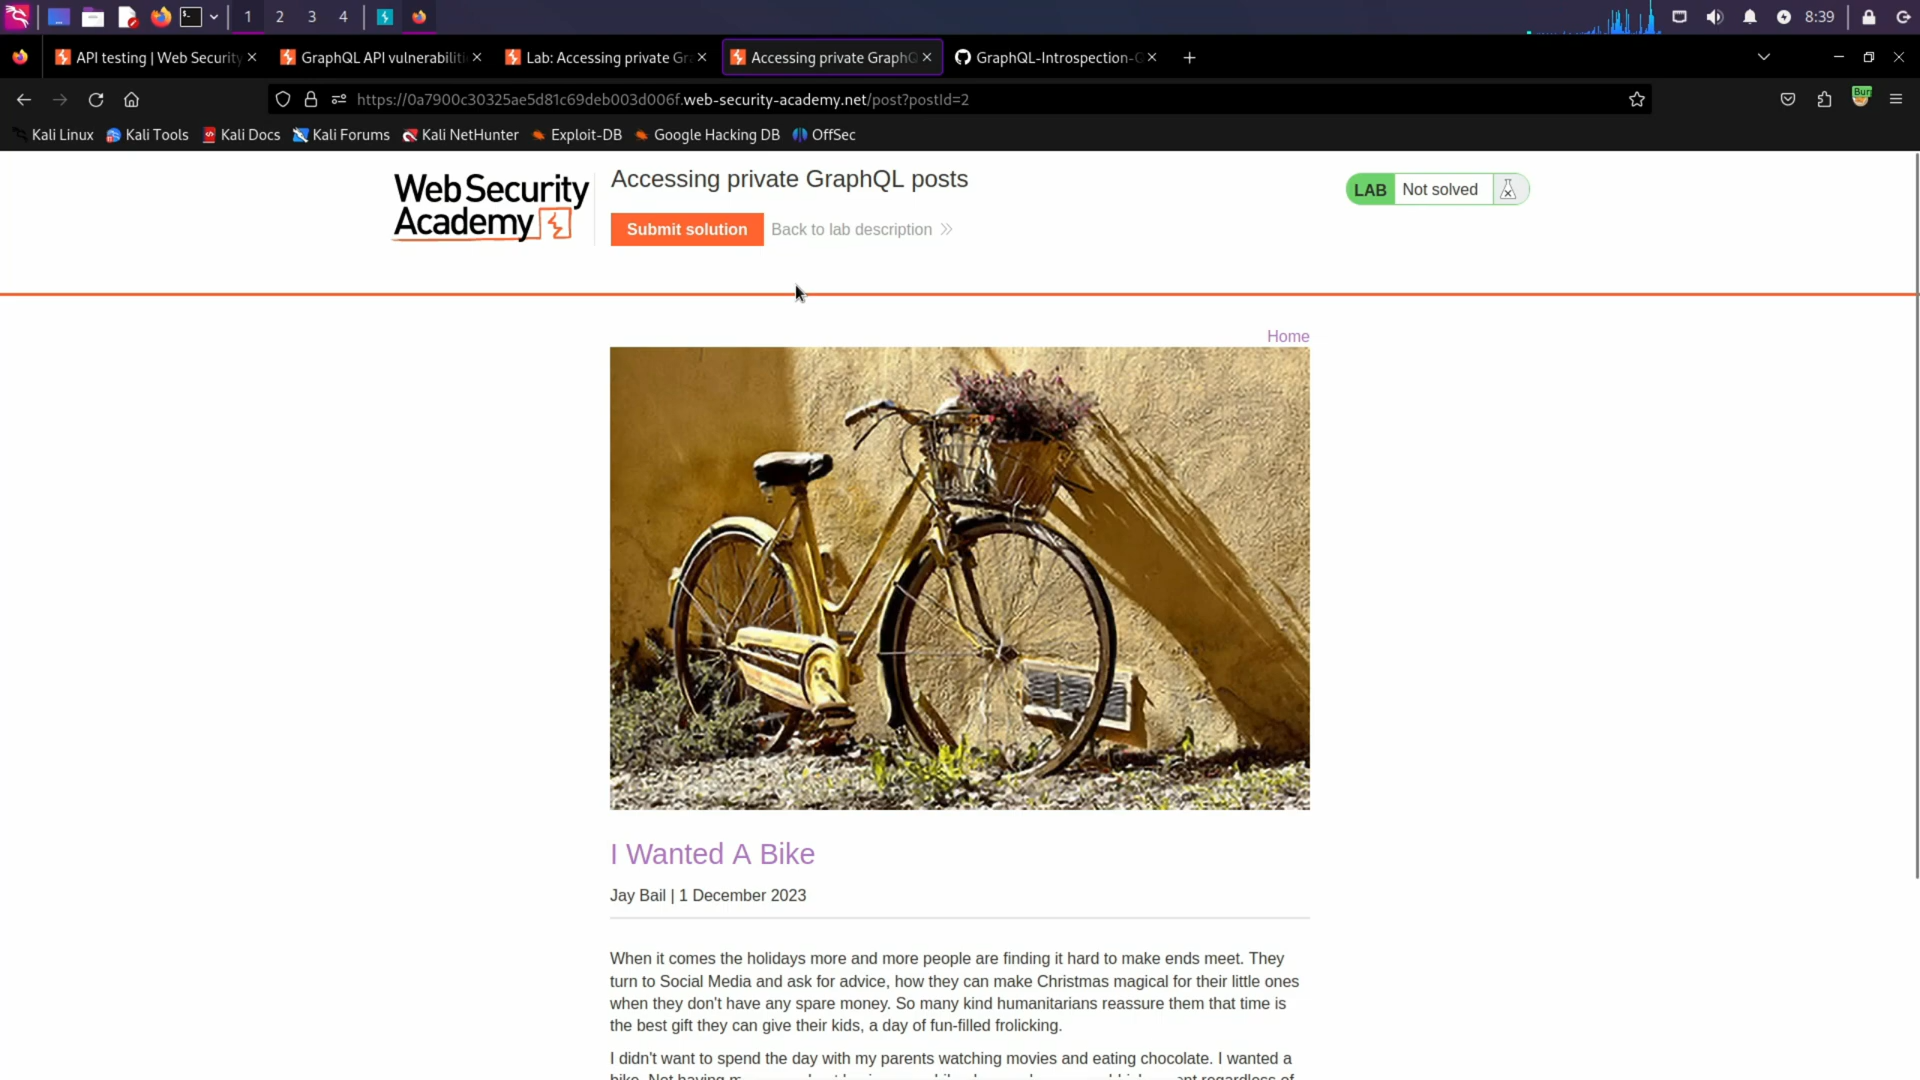 1 2 3 4 8:39
API testing | Web Security GraphQL API vulnerabiliti Lab: Accessing private Gr Accessing private GraphQ GraphQL-Introspection-Q
https://0a7900c30325ae5d81c69deb003d006f.web-security-academy.net/post?postId=2
Kali Linux Kali Tools Kali Docs Kali Forums Kali NetHunter Exploit-DB Google Hacking DB OffSec
WebSecurity
Academy
Accessing private GraphQL posts
Submit solution Back to lab description
LAB Not solved
Home
I Wanted A Bike
Jay Bail | 1 December 2023
When it comes the holidays more and more people are finding it hard to make ends meet. They
turn to Social Media and ask for advice, how they can make Christmas magical for their little ones
when they don't have any spare money. So many kind humanitarians reassure them that time is
the best gift they can give their kids, a day of fun-filled frolicking.
I didn't want to spend the day with my parents watching movies and eating chocolate. I wanted a
bike. Not having